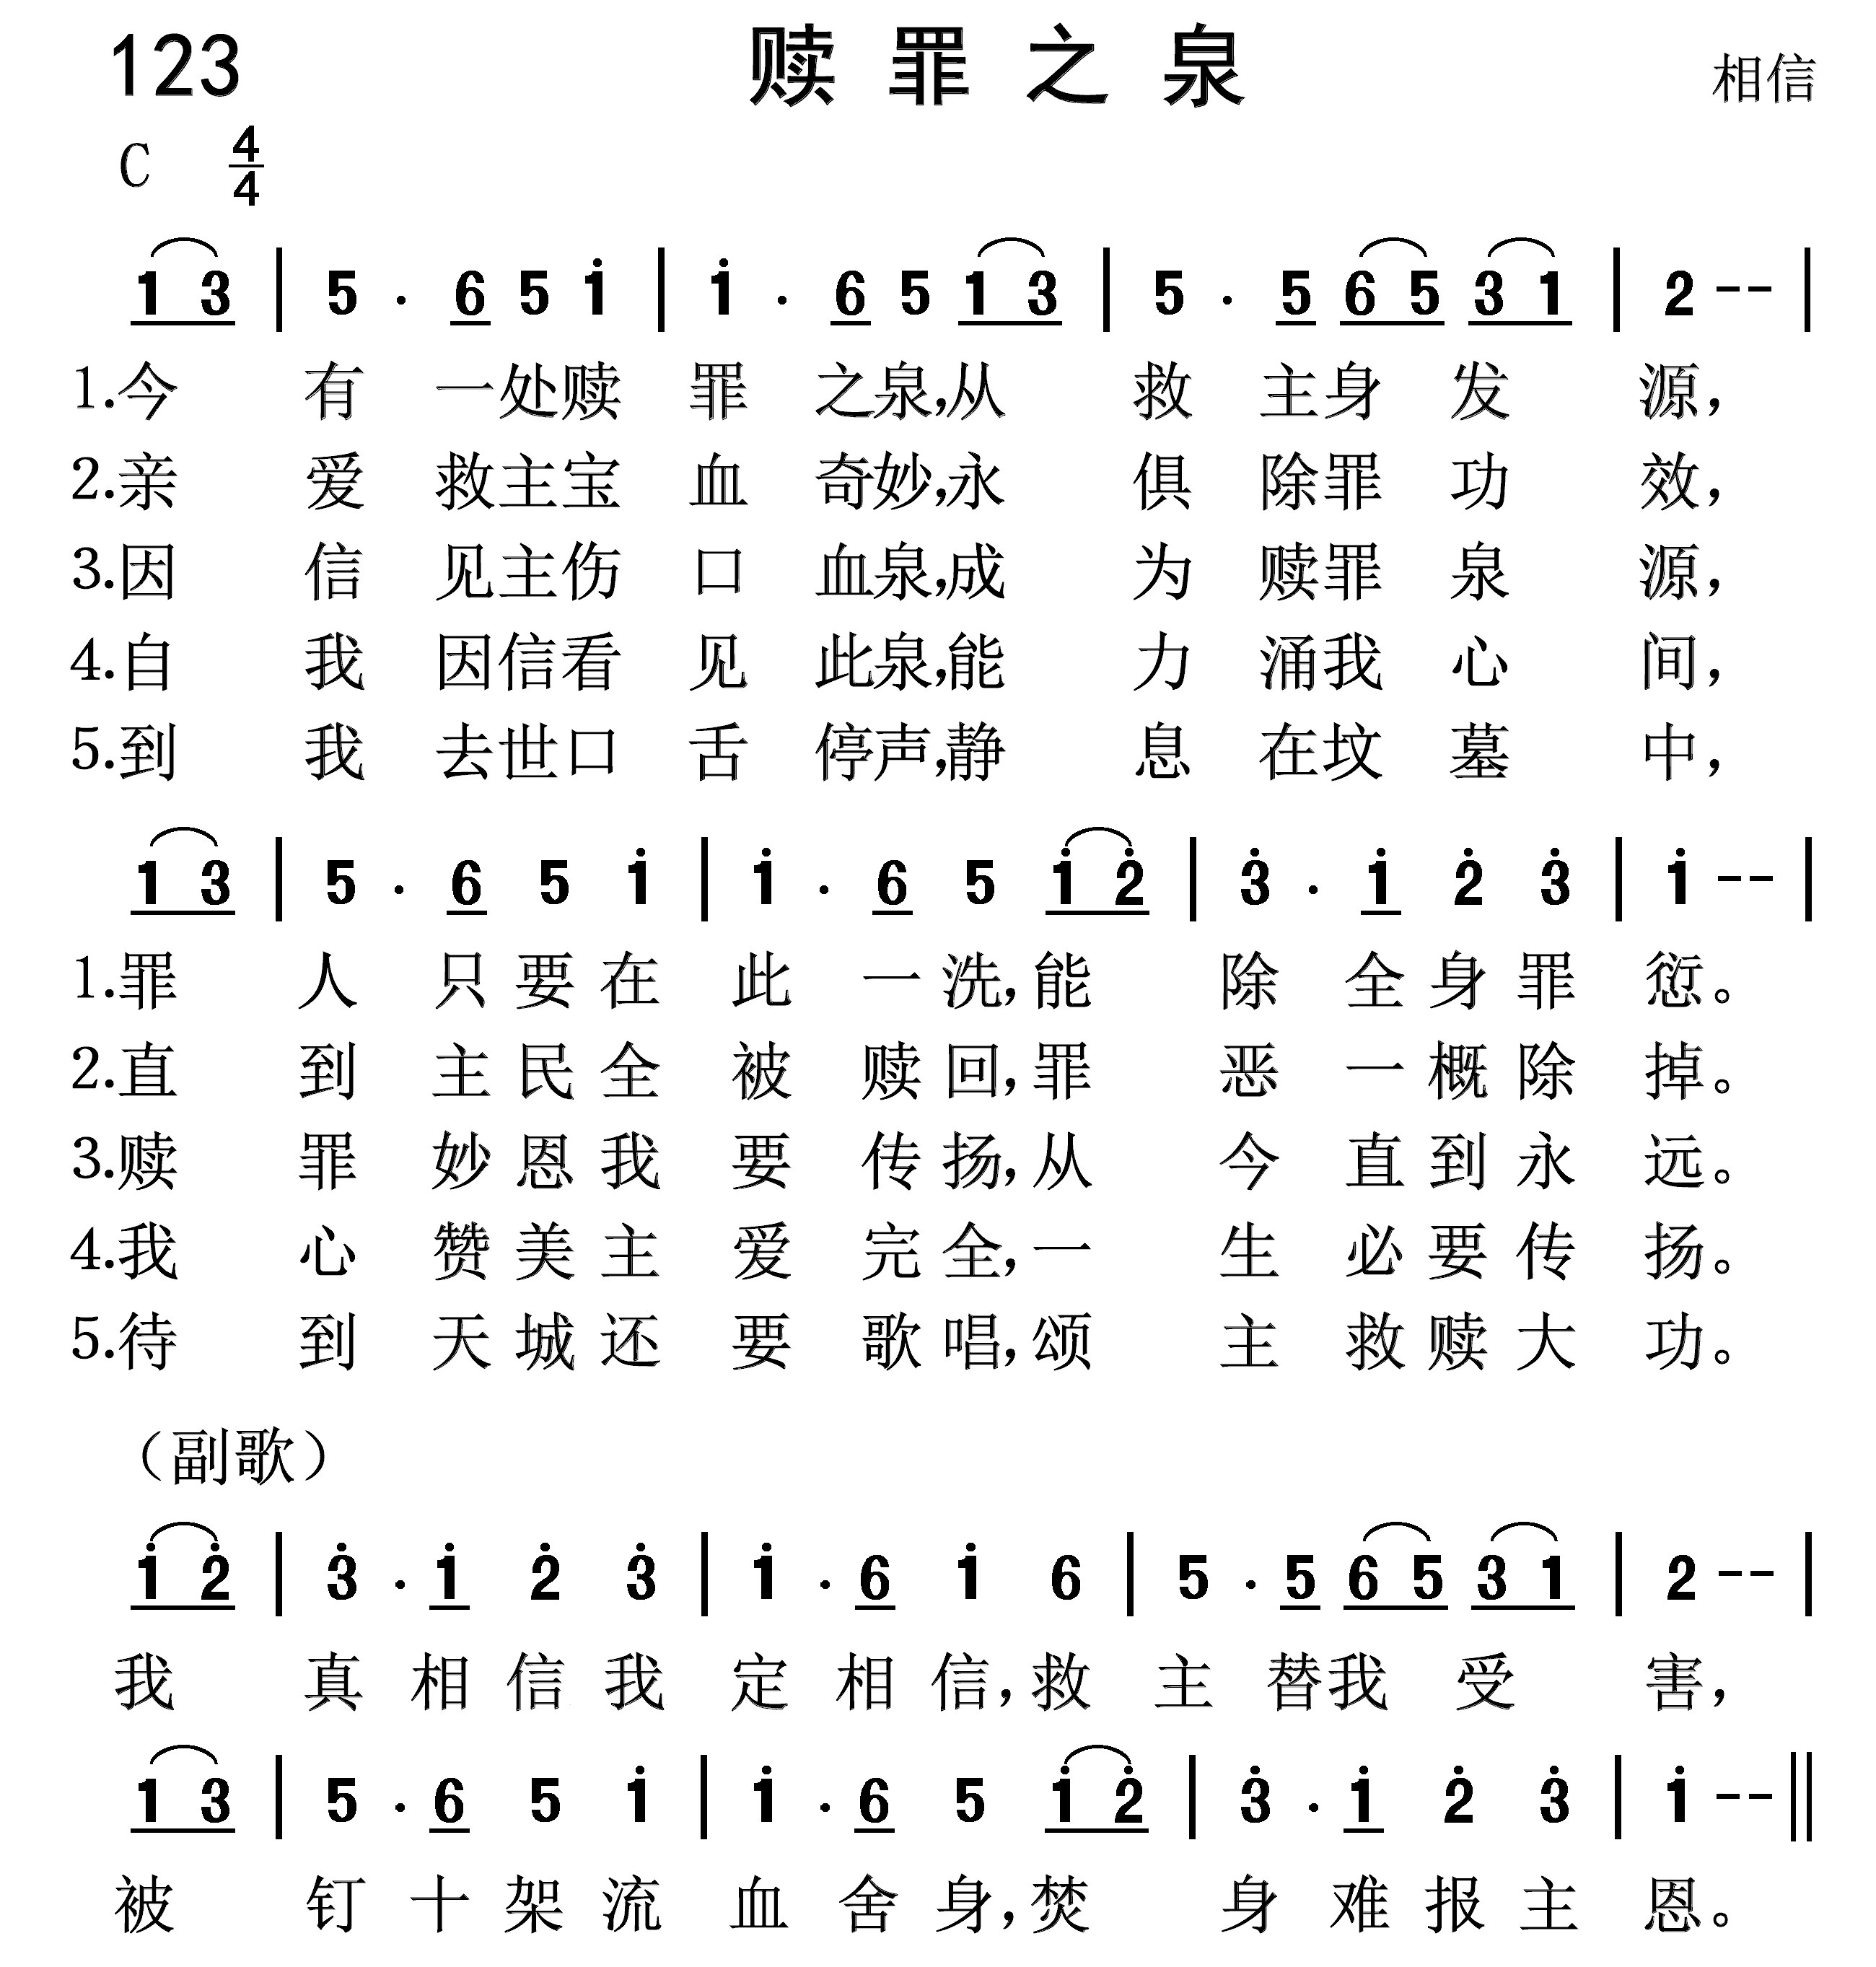 123 赎罪之泉 相信
C 4/4
1 3 | 5 · 6 5 i | i · 6 5 1 3 | 5 · 5 6 5 3 1 | 2 -- |
1.今有一处赎罪之泉,从救主身发源,
2.亲爱救主宝血奇妙,永俱除罪功效,
3.因信见主伤口血泉,成为赎罪泉源,
4.自我因信看见此泉,能力涌我心间,
5.到我去世口舌停声,静息在坟墓中,
1 3 | 5 · 6 5 i | i · 6 5 i 2̇ | 3̇ · i 2̇ 3̇ | i -- |
1.罪人只要在此一洗,能除全身罪愆。
2.直到主民全被赎回,罪恶一概除掉。
3.赎罪妙恩我要传扬,从今直到永远。
4.我心赞美主爱完全,一生必要传扬。
5.待到天城还要歌唱,颂主救赎大功。
（副歌）
i 2̇ | 3̇ · i 2̇ 3̇ | i · 6 i 6 | 5 · 5 6 5 3 1 | 2 -- |
我真相信我定相信,救主替我受害,
1 3 | 5 · 6 5 i | i · 6 5 i 2̇ | 3̇ · i 2̇ 3̇ | i -- ||
被钉十架流血舍身,焚身难报主恩。